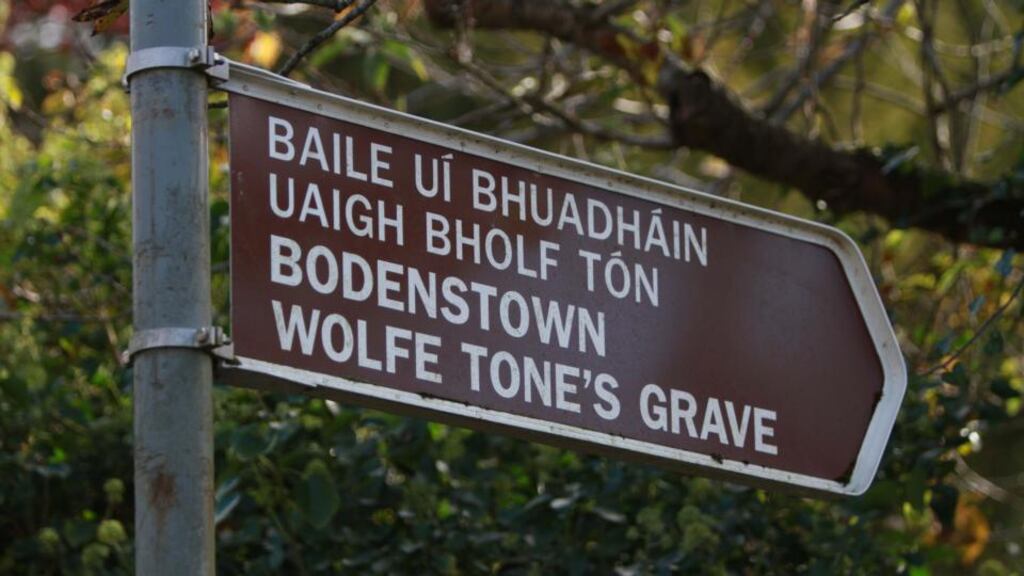 BAILE UÍ BHUADHÁIN
UAIGH BHOLF TÓN
BODENSTOWN
WOLFE TONE'S GRAVE